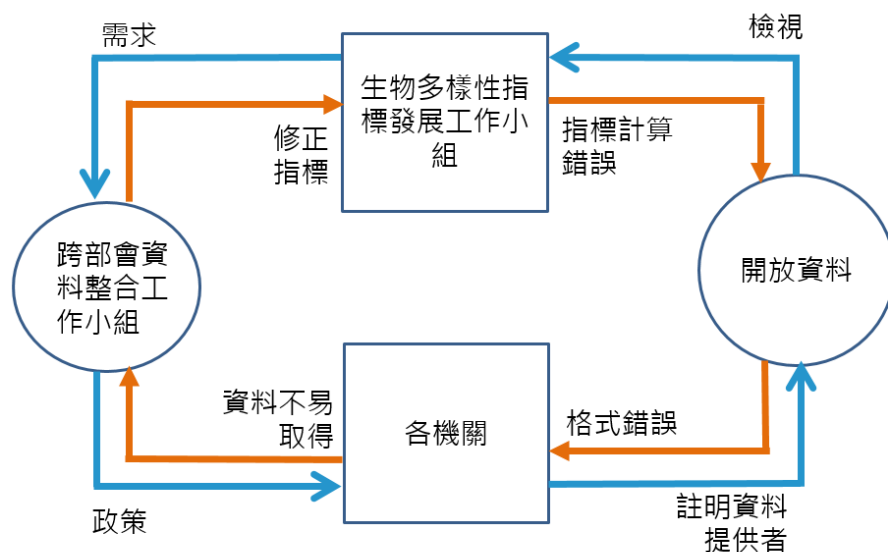 需求
檢視
生物多樣性指
標發展工作小
組
修正
指標
指標計算
錯誤
跨部會資
料整合工
作小組
開放資料
資料不易
取得
各機關
格式錯誤
政策
註明資料
提供者